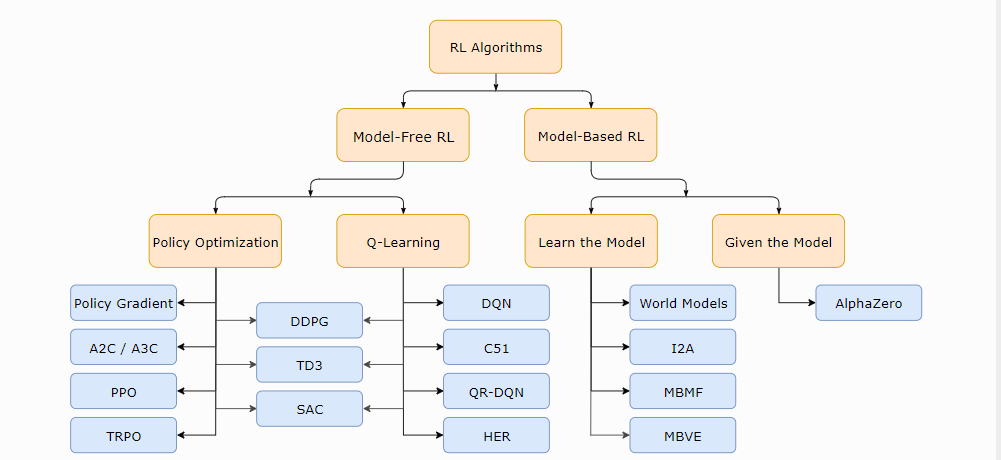 RL Algorithms
Model-Free RL
Model-Based RL
Policy Optimization
Q-Learning
Learn the Model
Given the Model
Policy Gradient
DDPG
DQN
World Models
AlphaZero
A2C / A3C
TD3
C51
I2A
PPO
SAC
QR-DQN
MBMF
TRPO
HER
MBVE